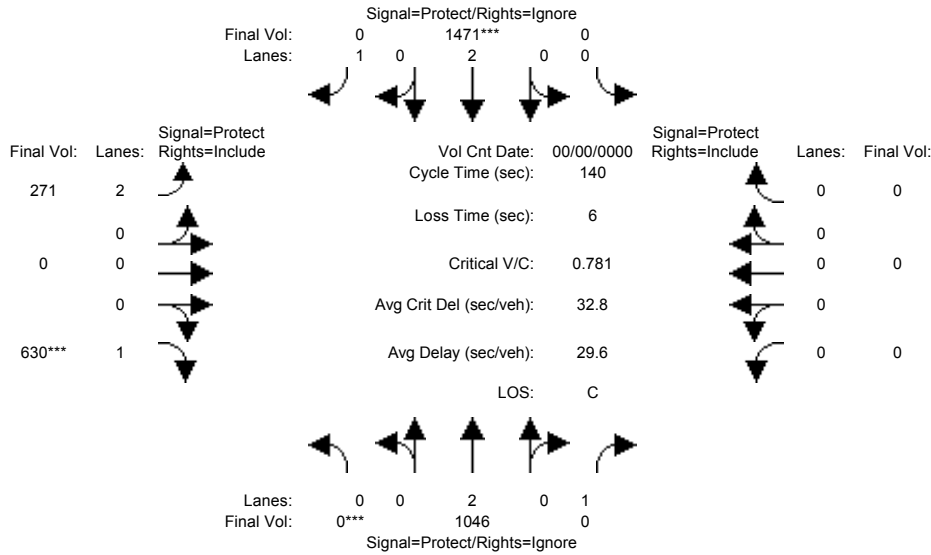 Signal=Protect/Rights=Ignore
Final Vol: 0 1471*** 0
Lanes: 1 0 2 0 0
Signal=Protect Signal=Protect
Final Vol: Lanes: Rights=Include Vol Cnt Date: 00/00/0000 Rights=Include Lanes: Final Vol:
Cycle Time (sec): 140
271 2 0 0
Loss Time (sec): 6
0 0
0 0 Critical V/C: 0.781 0 0
0 Avg Crit Del (sec/veh): 32.8 0
630*** 1 Avg Delay (sec/veh): 29.6 0 0
LOS: C
Lanes: 0 0 2 0 1
Final Vol: 0*** 1046 0
Signal=Protect/Rights=Ignore